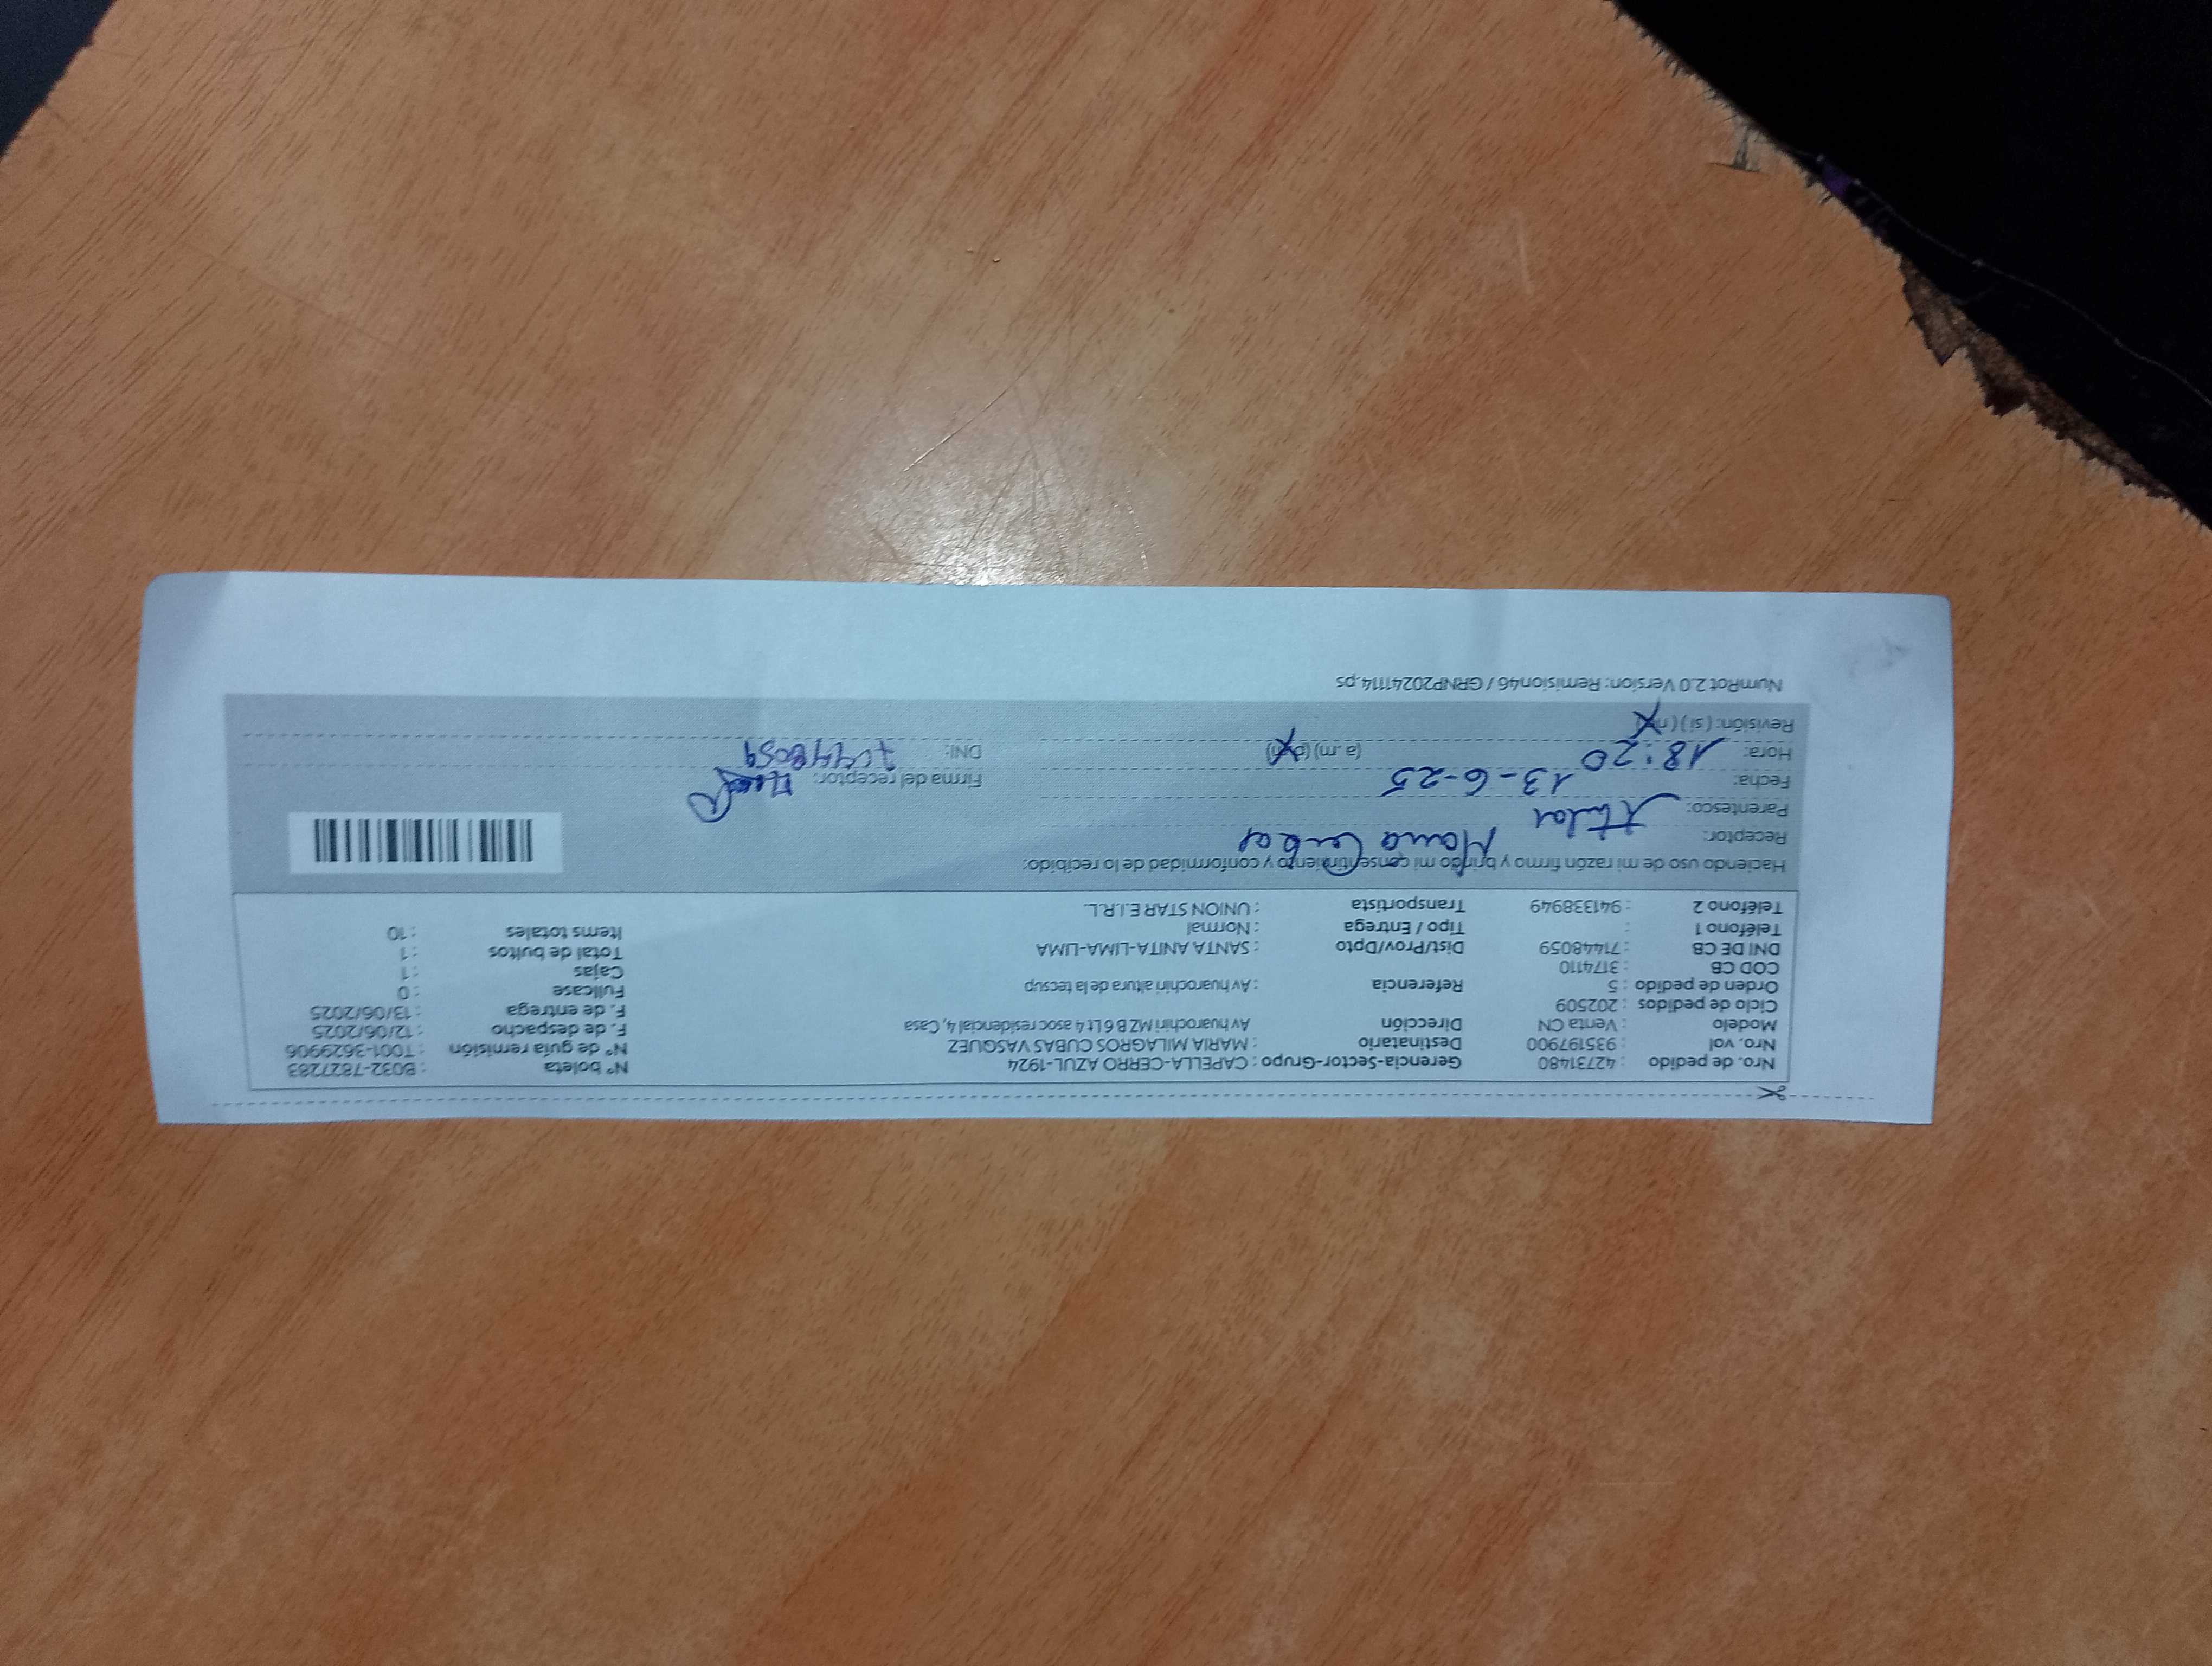 Nro. de pedido : 42731480 Gerencia-Sector-Grupo : CAPELLA-CERRO AZUL-1924 N° boleta : B032-7827283
Nro. vol : 935197900 Destinatario : MARIA MILAGROS CUBAS VASQUEZ N° de guía remisión : T001-3629906
Modelo : Venta CN Dirección Av huarochiri MZ B 6 Lt 4 asoc residencial 4, Casa F. de despacho : 12/06/2025
Ciclo de pedidos : 202509 F. de entrega : 13/06/2025
Orden de pedido : 5 Referencia : Av huarochiri altura de la tecsup Fullcase : 0
COD CB : 3174110 Cajas : 1
DNI DE CB : 71448059 Dist/Prov/Dpto : SANTA ANITA-LIMA-LIMA Total de bultos : 1
Teléfono 1 : Tipo / Entrega : Normal Items totales : 10
Teléfono 2 : 941338949 Transportista : UNION STAR E.I.R.L.
Haciendo uso de mi razón firmo y brindo mi consentimiento y conformidad de lo recibido:
Receptor: Maria Cubas
Parentesco: titular
Fecha: 13-6-25 Firma del receptor:
Hora: 18:20 (a. m) (p.m) DNI: 71448059
Revisión: ( si ) ( no )
NumRot 2.0 Version: Remision46 / GRNP20241114.ps